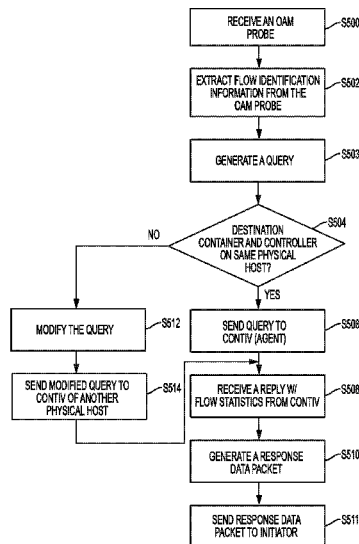 RECEIVE AN OAM
PROBE
S500
EXTRACT FLOW IDENTIFICATION
INFORMATION FROM THE
OAM PROBE
S502
GENERATE A QUERY
S503
DESTINATION
CONTAINER AND CONTROLLER
ON SAME PHYSICAL
HOST?
S504
NO
YES
MODIFY THE QUERY
S512
SEND QUERY TO
CONTIV (AGENT)
S506
SEND MODIFIED QUERY TO
CONTIV OF ANOTHER
PHYSICAL HOST
S514
RECEIVE A REPLY W/
FLOW STATISTICS FROM CONTIV
S508
GENERATE A RESPONSE
DATA PACKET
S510
SEND RESPONSE DATA
PACKET TO INITIATOR
S511